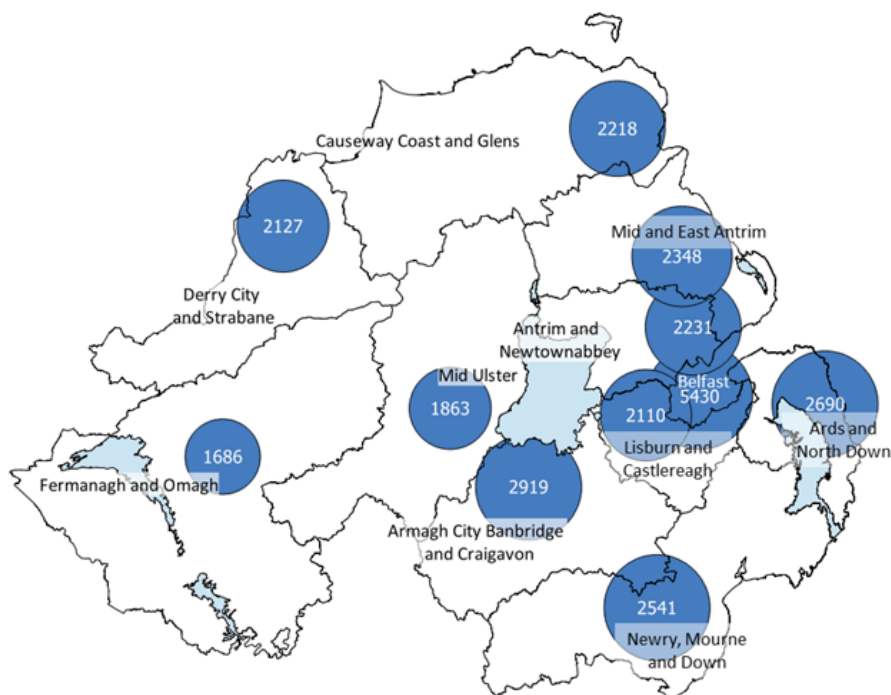 2218
Causeway Coast and Glens
2127
Mid and East Antrim
2348
Derry City
and Strabane
Antrim and
Newtownabbey
2231
Mid Ulster
Belfast
5430
1863
2110
2690
Ards and
North Down
Lisburn and
Castlereagh
1686
Fermanagh and Omagh
2919
Armagh City Banbridge
and Craigavon
2541
Newry, Mourne
and Down